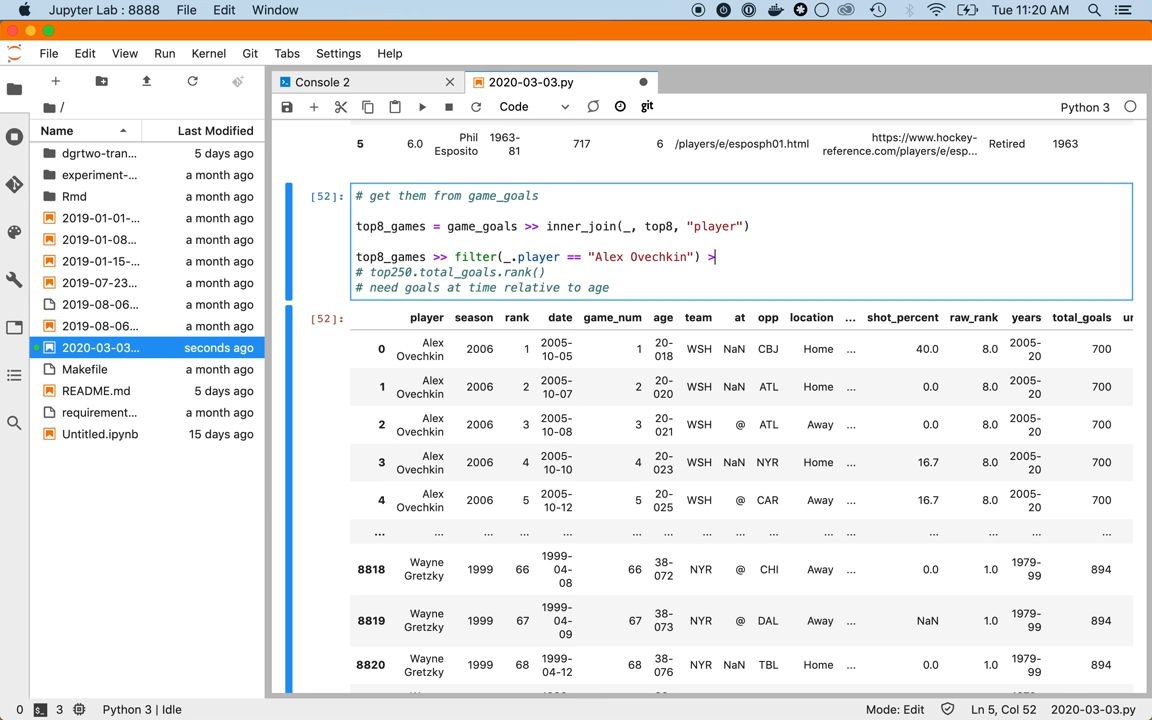 Jupyter Lab : 8888 File Edit Window Tue 11:20 AM
File Edit View Run Kernel Git Tabs Settings Help
Console 2 2020-03-03.py
Code git Python 3
/
Name Last Modified
dgrtwo-tran... 5 days ago
experiment-... a month ago
Rmd a month ago
2019-01-01-... a month ago
2019-01-08... a month ago
2019-01-15-... a month ago
2019-07-23... a month ago
2019-08-06... a month ago
2019-08-06... a month ago
2020-03-03... seconds ago
Makefile a month ago
README.md 5 days ago
requirement... a month ago
Untitled.ipynb 15 days ago
5 6.0 Phil Esposito 1963-81 717 6 /players/e/esposph01.html https://www.hockey-reference.com/players/e/esp... Retired 1963
[52]: # get them from game_goals
top8_games = game_goals >> inner_join(_, top8, "player")
top8_games >> filter(_.player == "Alex Ovechkin") >
# top250.total_goals.rank()
# need goals at time relative to age
[52]: player season rank date game_num age team at opp location ... shot_percent raw_rank years total_goals
0 Alex Ovechkin 2006 1 2005-10-05 1 20-018 WSH NaN CBJ Home ... 40.0 8.0 2005-20 700
1 Alex Ovechkin 2006 2 2005-10-07 2 20-020 WSH NaN ATL Home ... 0.0 8.0 2005-20 700
2 Alex Ovechkin 2006 3 2005-10-08 3 20-021 WSH @ ATL Away ... 0.0 8.0 2005-20 700
3 Alex Ovechkin 2006 4 2005-10-10 4 20-023 WSH NaN NYR Home ... 16.7 8.0 2005-20 700
4 Alex Ovechkin 2006 5 2005-10-12 5 20-025 WSH @ CAR Away ... 16.7 8.0 2005-20 700
... ... ... ... ... ... ... ... ... ... ... ... ... ... ... ...
8818 Wayne Gretzky 1999 66 1999-04-08 66 38-072 NYR @ CHI Away ... 0.0 1.0 1979-99 894
8819 Wayne Gretzky 1999 67 1999-04-09 67 38-073 NYR @ DAL Away ... NaN 1.0 1979-99 894
8820 Wayne Gretzky 1999 68 1999-04-12 68 38-076 NYR NaN TBL Home ... 0.0 1.0 1979-99 894
0 3 Python 3 | Idle Mode: Edit Ln 5, Col 52 2020-03-03.py